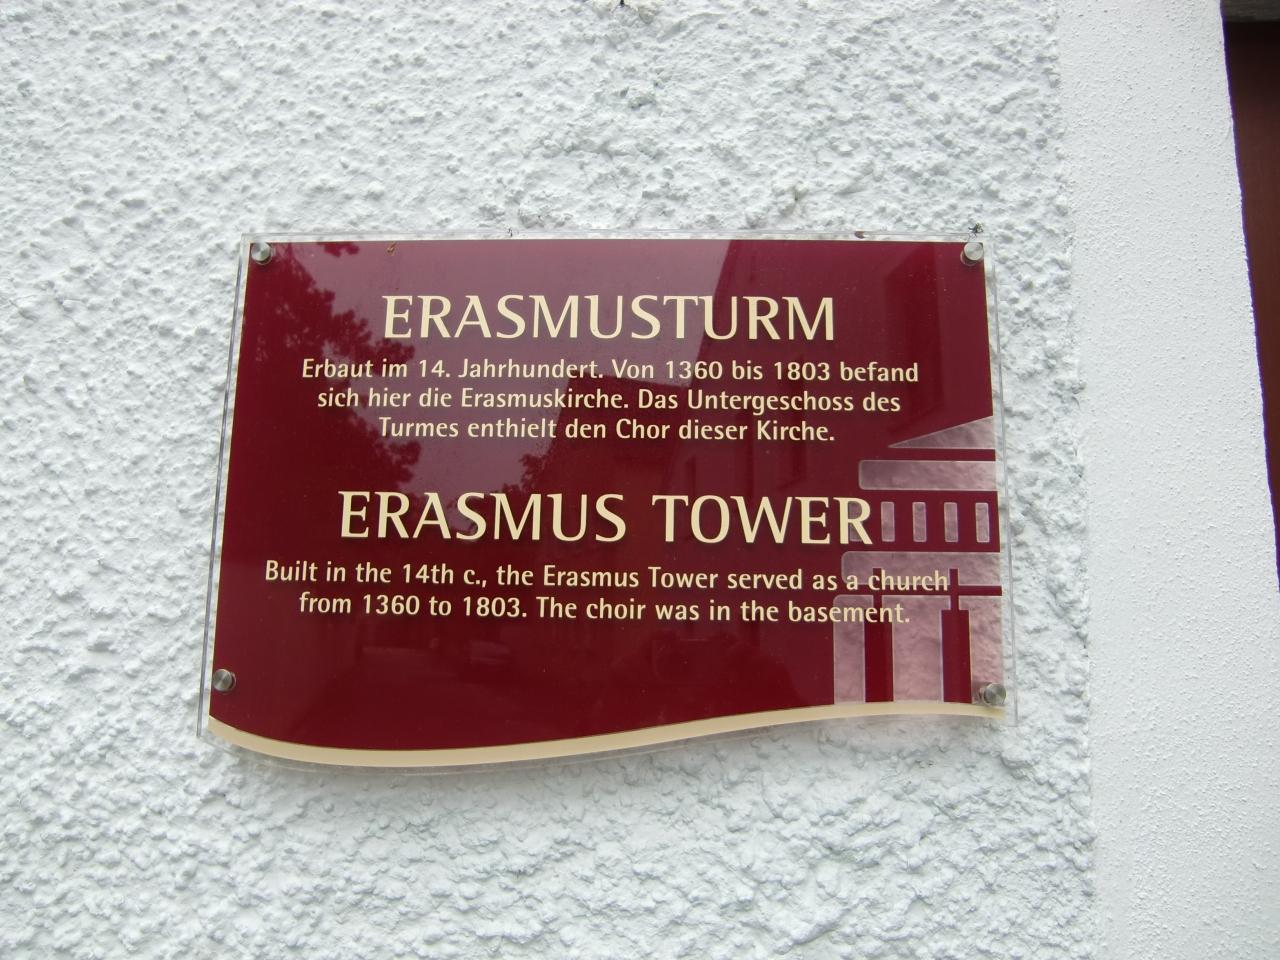 ERASMUSTURM
Erbaut im 14. Jahrhundert. Von 1360 bis 1803 befand
sich hier die Erasmuskirche. Das Untergeschoss des
Turmes enthielt den Chor dieser Kirche.
ERASMUS TOWER
Built in the 14th c., the Erasmus Tower served as a church
from 1360 to 1803. The choir was in the basement.